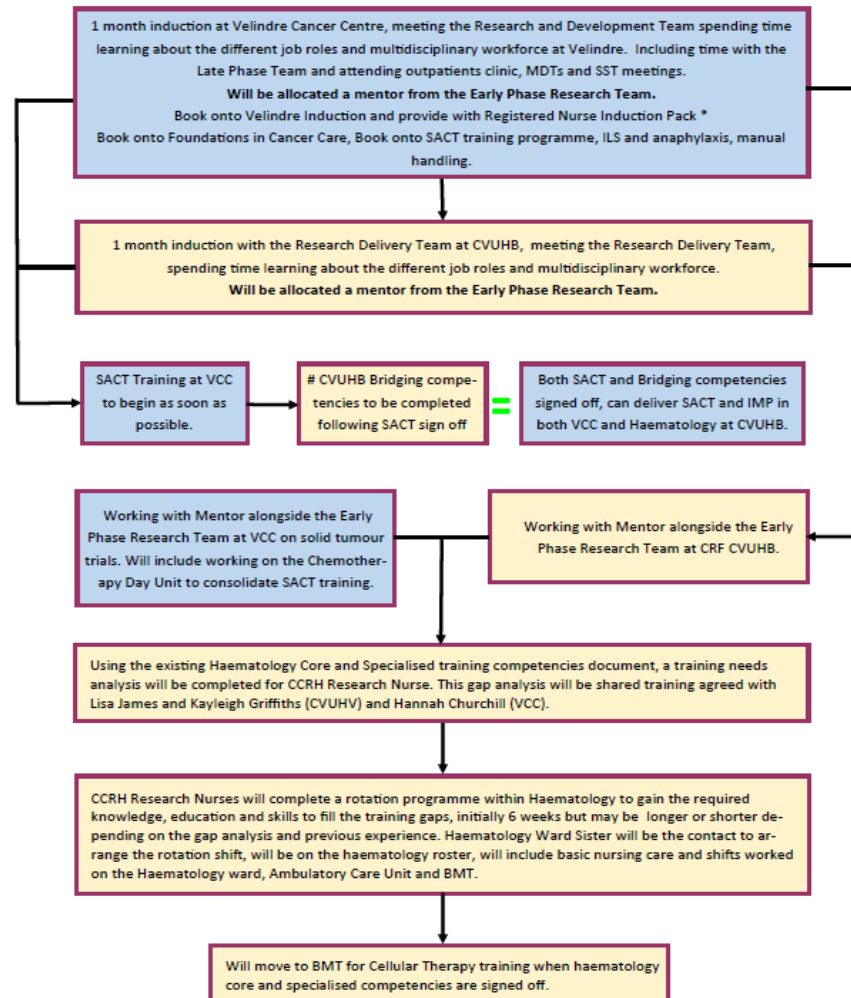 1 month induction at Velindre Cancer Centre, meeting the Research and Development Team spending time
learning about the different job roles and multidisciplinary workforce at Velindre. Including time with the
Late Phase Team and attending outpatients clinic, MDTs and SST meetings.
Will be allocated a mentor from the Early Phase Research Team.
Book onto Velindre Induction and provide with Registered Nurse Induction Pack *
Book onto Foundations in Cancer Care, Book onto SACT training programme, ILS and anaphylaxis, manual
handling.
1 month induction with the Research Delivery Team at CVUHB, meeting the Research Delivery Team,
spending time learning about the different job roles and multidisciplinary workforce.
Will be allocated a mentor from the Early Phase Research Team.
SACT Training at VCC
to begin as soon as
possible.
# CVUHB Bridging compe-
tencies to be completed
following SACT sign off
=
Both SACT and Bridging competencies
signed off, can deliver SACT and IMP in
both VCC and Haematology at CVUHB.
Working with Mentor alongside the Early
Phase Research Team at VCC on solid tumour
trials. Will include working on the Chemother-
apy Day Unit to consolidate SACT training.
Working with Mentor alongside the Early
Phase Research Team at CRF CVUHB.
Using the existing Haematology Core and Specialised training competencies document, a training needs
analysis will be completed for CCRH Research Nurse. This gap analysis will be shared training agreed with
Lisa James and Kayleigh Griffiths (CVUHV) and Hannah Churchill (VCC).
CCRH Research Nurses will complete a rotation programme within Haematology to gain the required
knowledge, education and skills to fill the training gaps, initially 6 weeks but may be longer or shorter de-
pending on the gap analysis and previous experience. Haematology Ward Sister will be the contact to ar-
range the rotation shift, will be on the haematology roster, will include basic nursing care and shifts worked
on the Haematology ward, Ambulatory Care Unit and BMT.
Will move to BMT for Cellular Therapy training when haematology
core and specialised competencies are signed off.